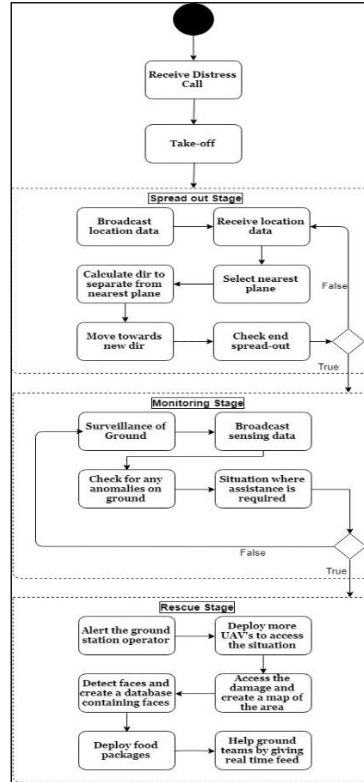 Receive Distress
Call
Take-off
Spread out Stage
Broadcast
location data
Receive location
data
Calculate dir to
separate from
nearest plane
Select nearest
plane
False
Move towards
new dir
Check end
spread-out
True
Monitoring Stage
Surveillance of
Ground
Broadcast
sensing data
Check for any
anomalies on
ground
Situation where
assistance is
required
False
True
Rescue Stage
Alert the ground
station operator
Deploy more
UAV's to access
the situation
Detect faces and
create a database
containing faces
Access the
damage and
create a map of
the area
Deploy food
packages
Help ground
teams by giving
real time feed